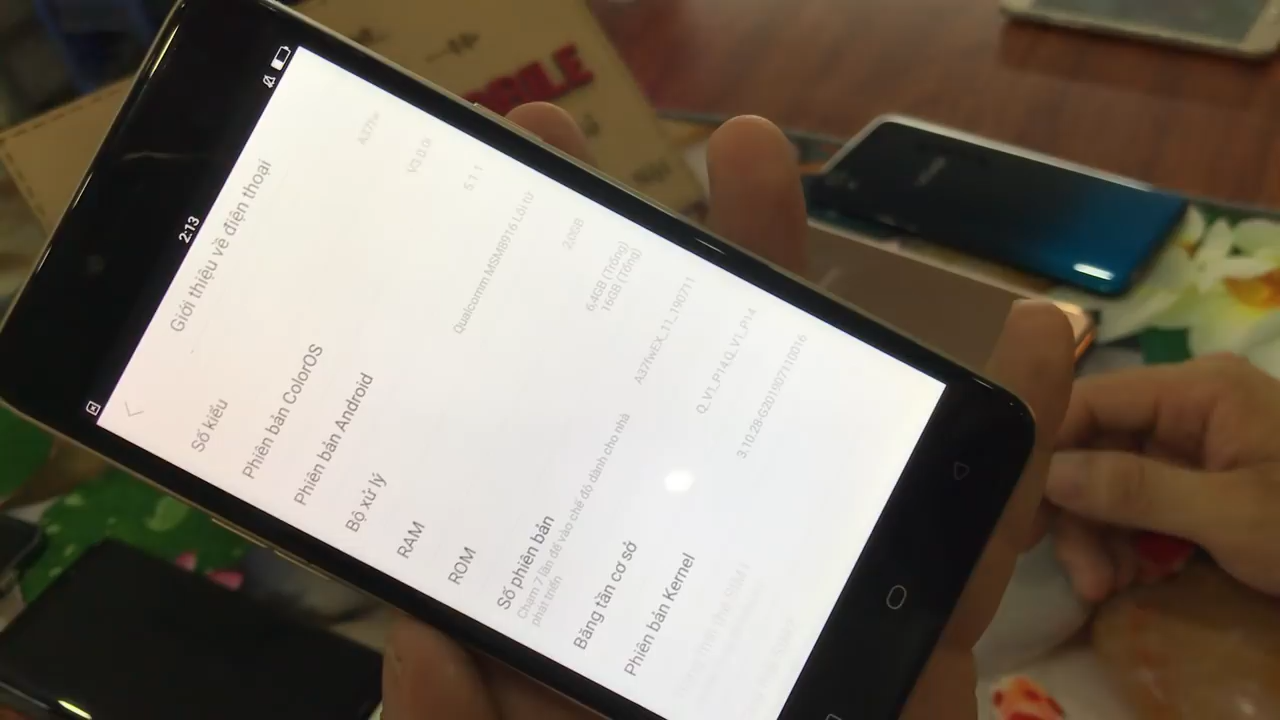 2:13
Giới thiệu về điện thoại
Số kiểu A37fw
Phiên bản ColorOS V3.0.0i
Phiên bản Android 5.1.1
Bộ xử lý Qualcomm MSM8916 Lõi tứ
RAM 2,0GB
ROM 6,4GB (Trống)
16GB (Tổng)
Số phiên bản A37fwEX_11_190711
Chạm 7 lần để vào chế độ dành cho nhà
phát triển
Băng tần cơ sở Q_V1_P14,Q_V1_P14
Phiên bản Kernel 3.10.28-G201907110016
MOBILE